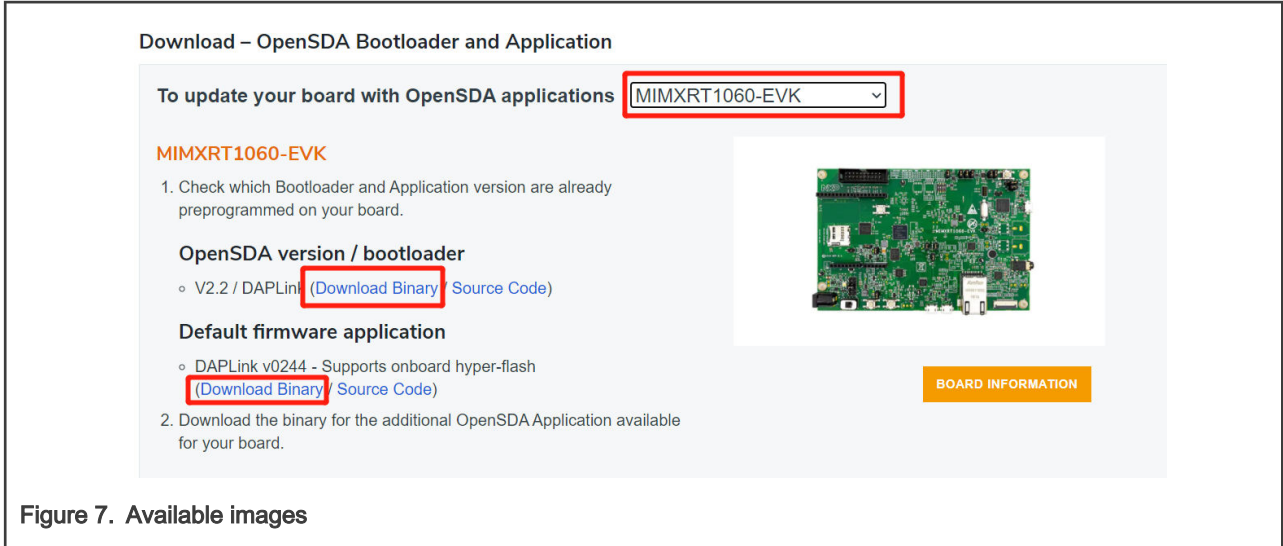 Download – OpenSDA Bootloader and Application
To update your board with OpenSDA applications MIMXRT1060-EVK
MIMXRT1060-EVK
1. Check which Bootloader and Application version are already
preprogrammed on your board.
OpenSDA version / bootloader
◦ V2.2 / DAPLink (Download Binary / Source Code)
Default firmware application
◦ DAPLink v0244 - Supports onboard hyper-flash
(Download Binary / Source Code)
2. Download the binary for the additional OpenSDA Application available
for your board.
BOARD INFORMATION
Figure 7. Available images